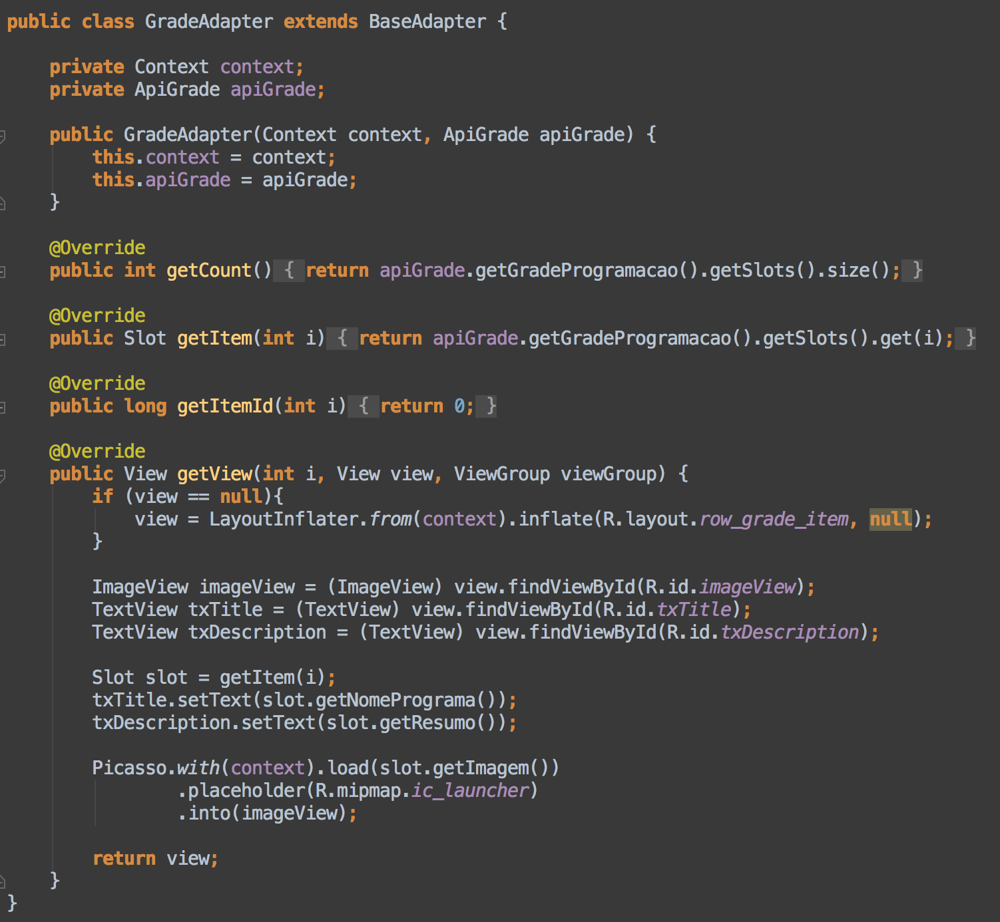 public class GradeAdapter extends BaseAdapter {
private Context context;
private ApiGrade apiGrade;
public GradeAdapter(Context context, ApiGrade apiGrade) {
this.context = context;
this.apiGrade = apiGrade;
}
@Override
public int getCount() { return apiGrade.getGradeProgramacao().getSlots().size(); }
@Override
public Slot getItem(int i) { return apiGrade.getGradeProgramacao().getSlots().get(i); }
@Override
public long getItemId(int i) { return 0; }
@Override
public View getView(int i, View view, ViewGroup viewGroup) {
if (view == null){
view = LayoutInflater.from(context).inflate(R.layout.row_grade_item, null);
}
ImageView imageView = (ImageView) view.findViewById(R.id.imageView);
TextView txTitle = (TextView) view.findViewById(R.id.txTitle);
TextView txDescription = (TextView) view.findViewById(R.id.txDescription);
Slot slot = getItem(i);
txTitle.setText(slot.getNomePrograma());
txDescription.setText(slot.getResumo());
Picasso.with(context).load(slot.getImagem())
.placeholder(R.mipmap.ic_launcher)
.into(imageView);
return view;
}
}